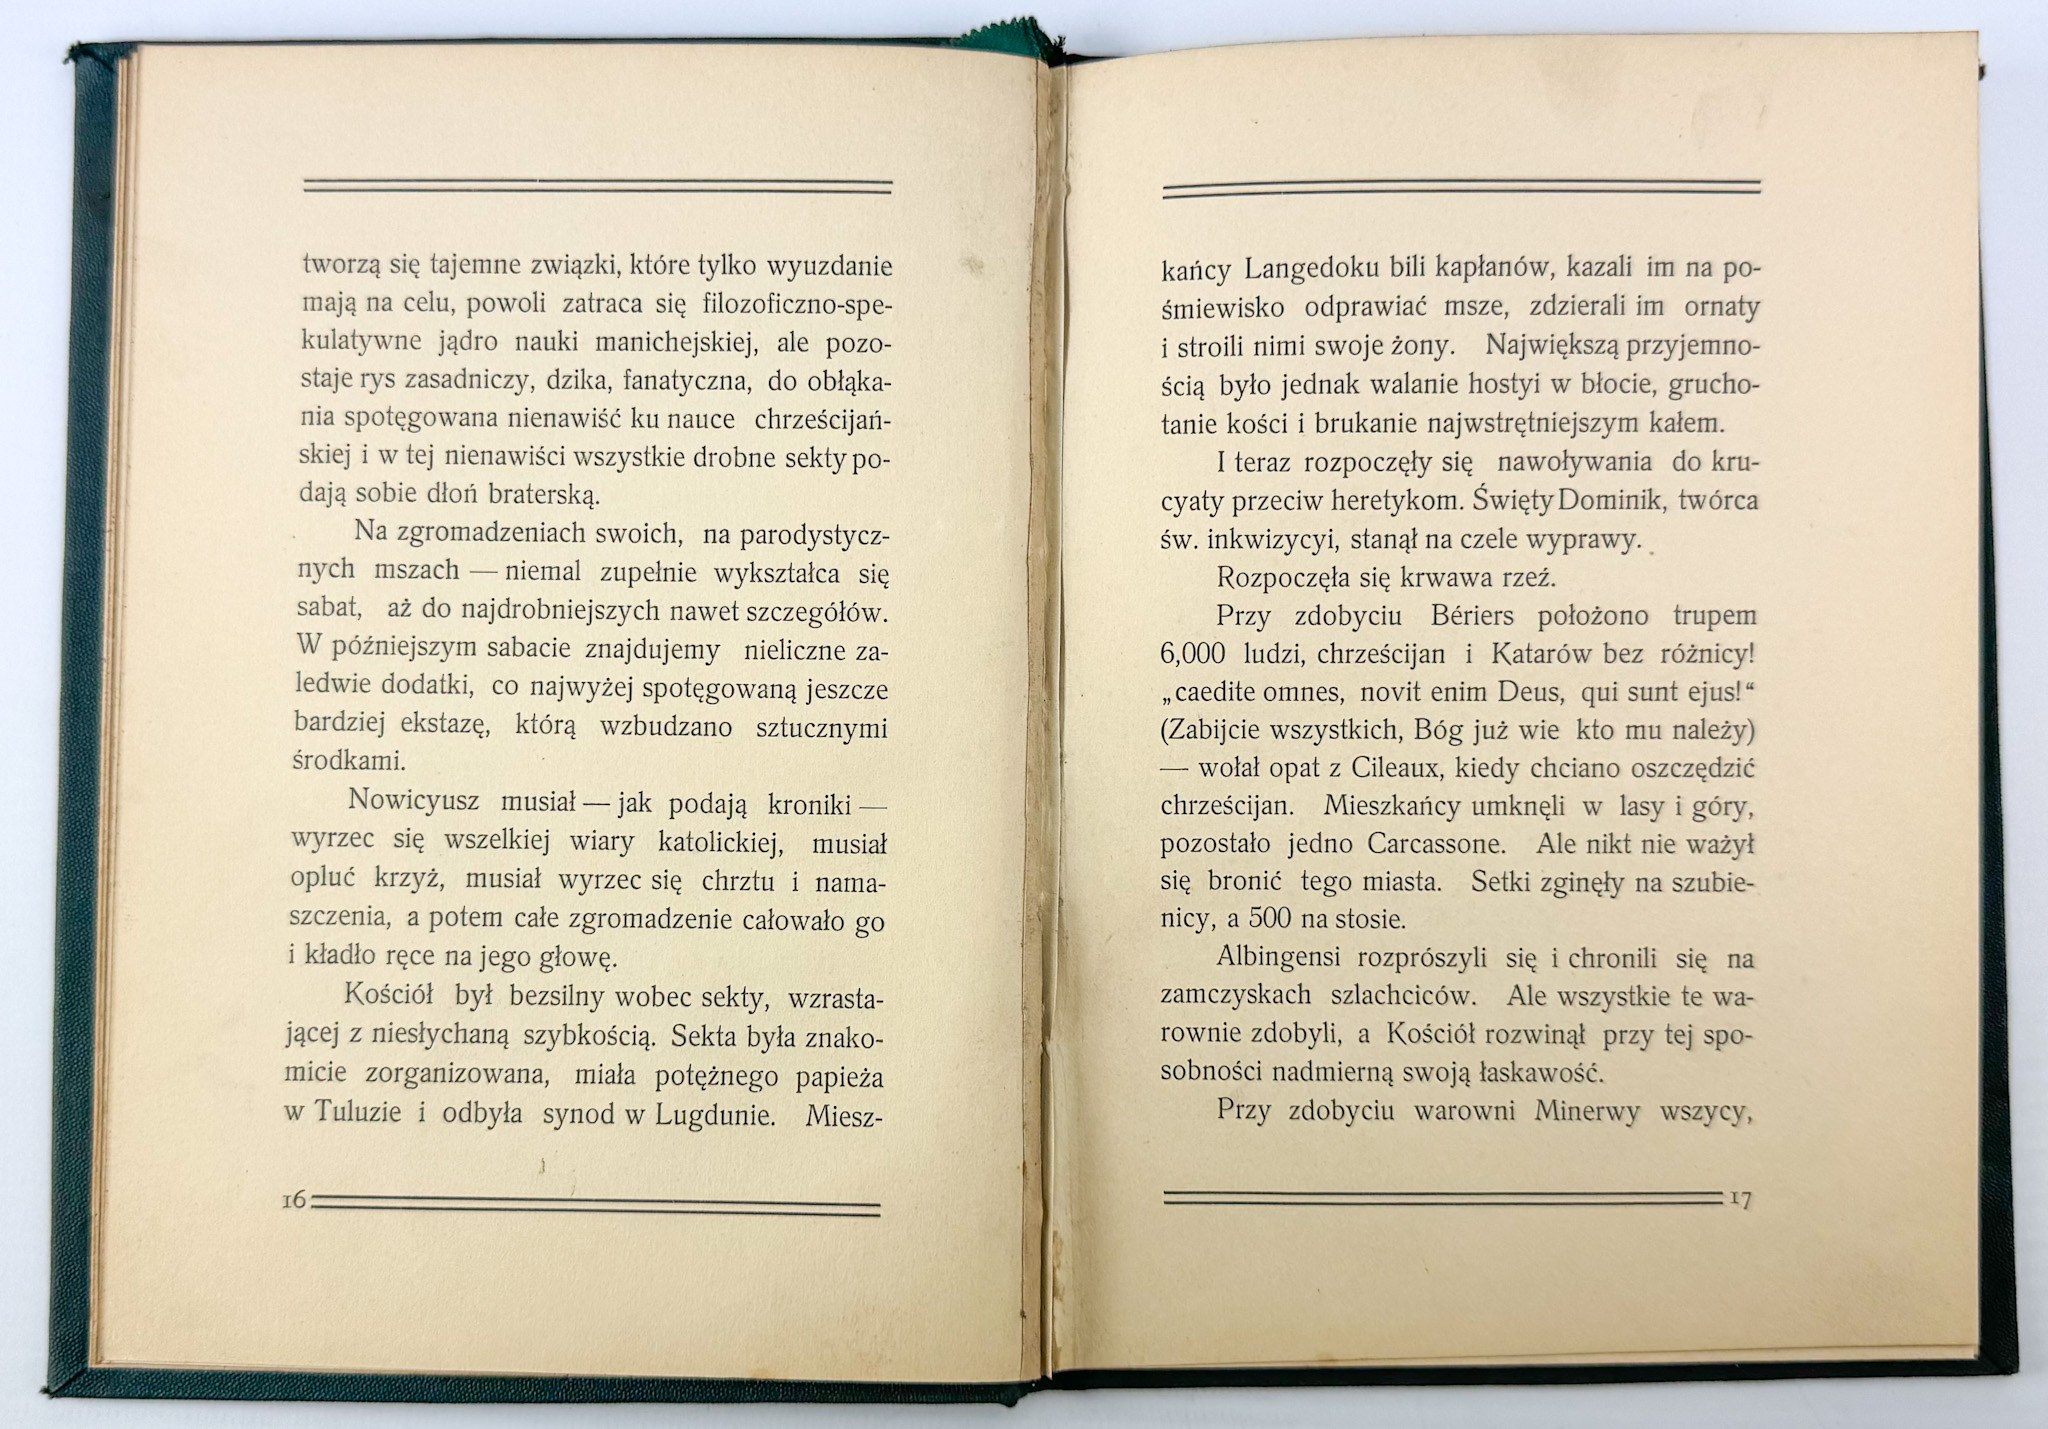 tworzą się tajemne związki, które tylko wyuzdanie
mają na celu, powoli zatraca się filozoficzno-spe-
kulatywne jądro nauki manichejskiej, ale pozo-
staje rys zasadniczy, dzika, fanatyczna, do obłąka-
nia spotęgowana nienawiść ku nauce chrześcijań-
skiej i w tej nienawiści wszystkie drobne sekty po-
dają sobie dłoń braterską.
Na zgromadzeniach swoich, na parodystycz-
nych mszach — niemal zupełnie wykształca się
sabat, aż do najdrobniejszych nawet szczegółów.
W późniejszym sabacie znajdujemy nieliczne za-
ledwie dodatki, co najwyżej spotęgowaną jeszcze
bardziej ekstazę, którą wzbudzano sztucznymi
środkami.
Nowicyusz musiał — jak podają kroniki —
wyrzec się wszelkiej wiary katolickiej, musiał
opluć krzyż, musiał wyrzec się chrztu i nama-
szczenia, a potem całe zgromadzenie całowało go
i kładło ręce na jego głowę.
Kościół był bezsilny wobec sekty, wzrasta-
jącej z niesłychaną szybkością. Sekta była znako-
micie zorganizowana, miała potężnego papieża
w Tuluzie i odbyła synod w Lugdunie. Miesz-
16
kańcy Langedoku bili kapłanów, kazali im na po-
śmiewisko odprawiać msze, zdzierali im ornaty
i stroili nimi swoje żony. Największą przyjemno-
ścią było jednak walanie hostyi w błocie, grucho-
tanie kości i brukanie najwstrętniejszym kałem.
I teraz rozpoczęły się nawoływania do kru-
cyaty przeciw heretykom. Święty Dominik, twórca
św. inkwizycyi, stanął na czele wyprawy.
Rozpoczęła się krwawa rzeź.
Przy zdobyciu Bériers położono trupem
6,000 ludzi, chrześcijan i Katarów bez różnicy!
„caedite omnes, novit enim Deus, qui sunt ejus!“
(Zabijcie wszystkich, Bóg już wie kto mu należy)
— wołał opat z Cileaux, kiedy chciano oszczędzić
chrześcijan. Mieszkańcy umknęli w lasy i góry,
pozostało jedno Carcassone. Ale nikt nie ważył
się bronić tego miasta. Setki zginęły na szubie-
nicy, a 500 na stosie.
Albingensi rozprószyli się i chronili się na
zamczyskach szlachciców. Ale wszystkie te wa-
rownie zdobyli, a Kościół rozwinął przy tej spo-
sobności nadmierną swoją łaskawość.
Przy zdobyciu warowni Minerwy wszycy,
17